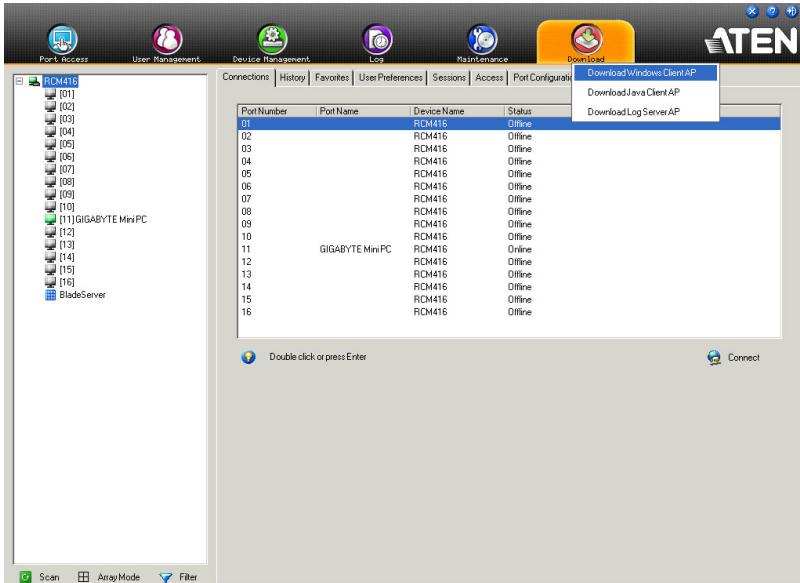 Port Access User Management Device Management Log Maintenance Download
ATEN
Connections History Favorites User Preferences Sessions Access Port Configuratic
Download Windows Client AP
Download Java Client AP
Download Log Server AP
RCM416
[01]
[02]
[03]
[04]
[05]
[06]
[07]
[08]
[09]
[10]
[11]GIGABYTE Mini PC
[12]
[13]
[14]
[15]
[16]
BladeServer
Port Number Port Name Device Name Status
01 RCM416 Offline
02 RCM416 Offline
03 RCM416 Offline
04 RCM416 Offline
05 RCM416 Offline
06 RCM416 Offline
07 RCM416 Offline
08 RCM416 Offline
09 RCM416 Offline
10 RCM416 Offline
11 GIGABYTE Mini PC RCM416 Online
12 RCM416 Offline
13 RCM416 Offline
14 RCM416 Offline
15 RCM416 Offline
16 RCM416 Offline
Double click or press Enter
Connect
Scan Array Mode Filter